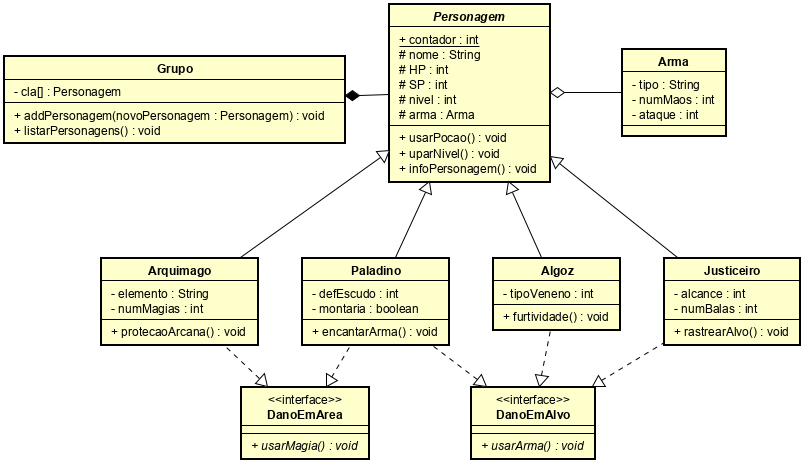 Personagem
+ contador : int
# nome : String
# HP : int
# SP : int
# nivel : int
# arma : Arma
+ usarPocao() : void
+ uparNivel() : void
+ infoPersonagem() : void
Grupo
- cla[] : Personagem
+ addPersonagem(novoPersonagem : Personagem) : void
+ listarPersonagens() : void
Arma
- tipo : String
- numMaos : int
- ataque : int
Arquimago
- elemento : String
- numMagias : int
+ protecaoArcana() : void
Paladino
- defEscudo : int
- montaria : boolean
+ encantarArma() : void
Algoz
- tipoVeneno : int
+ furtividade() : void
Justiceiro
- alcance : int
- numBalas : int
+ rastrearAlvo() : void
<<interface>>
DanoEmArea
+ usarMagia() : void
<<interface>>
DanoEmAlvo
+ usarArma() : void